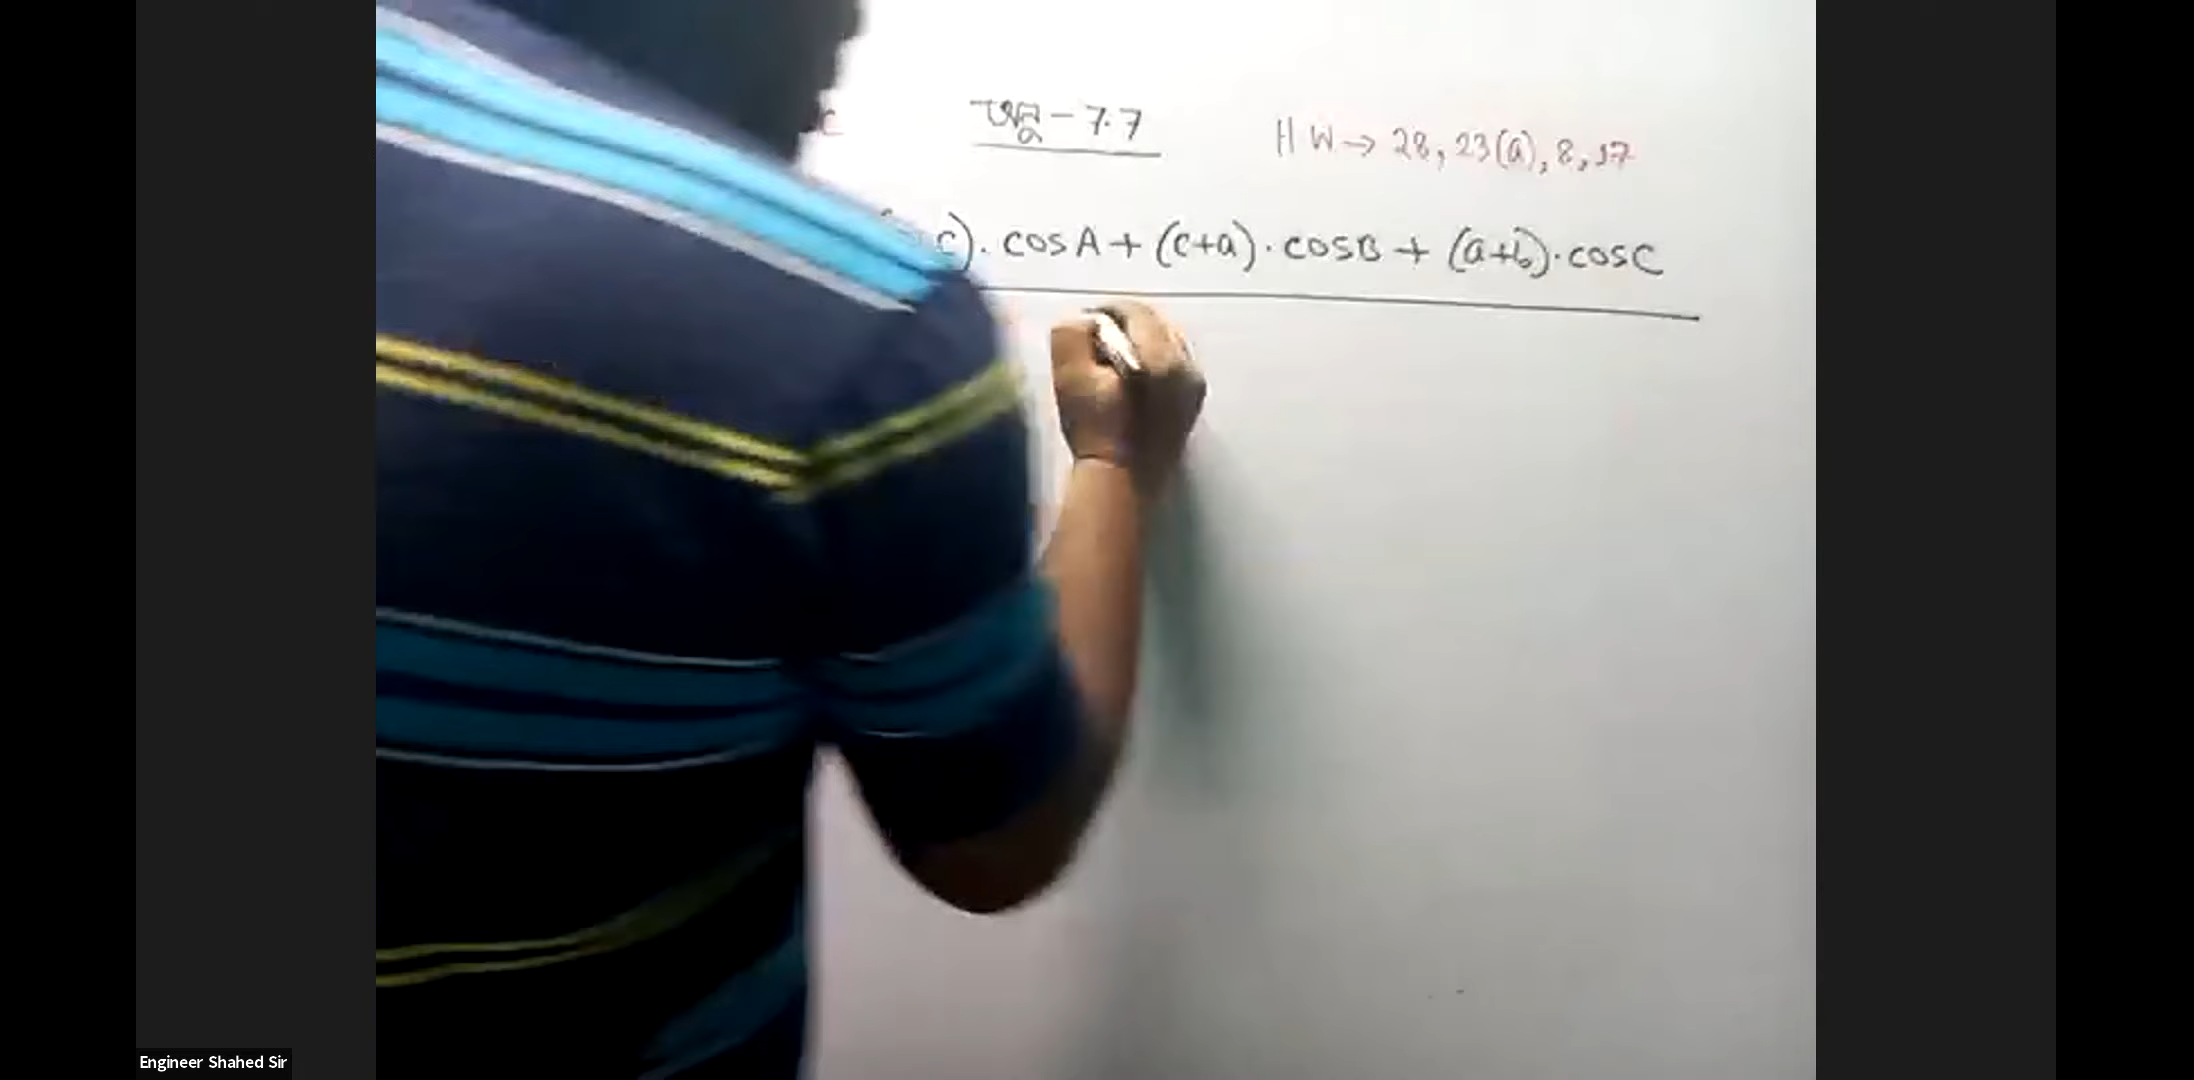 c
অনু - 7.7
HW → 28, 23(a), 8, 17
c). cosA + (c+a). cosB + (a+b). cosC
Engineer Shahed Sir